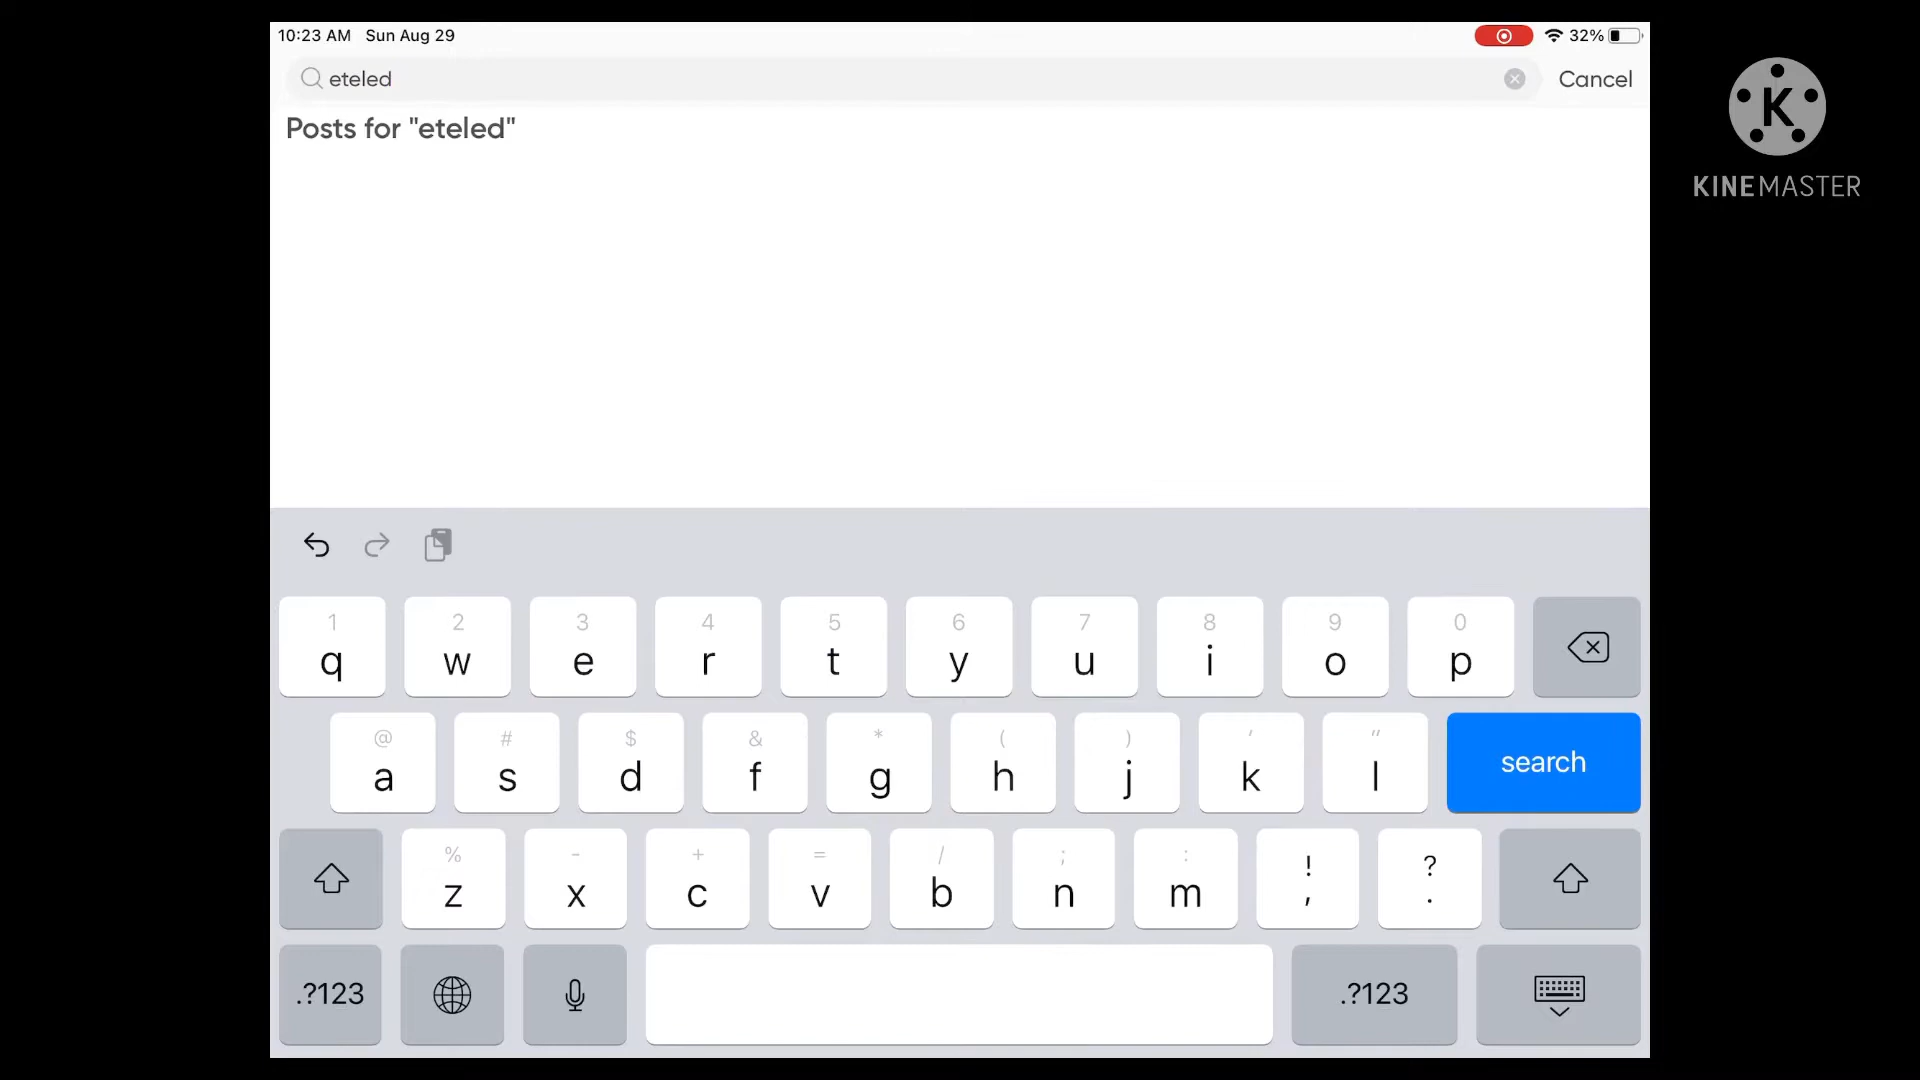 10:23 AM Sun Aug 29 32%
eteled Cancel
Posts for "eteled"
K
KINEMASTER
1 2 3 4 5 6 7 8 9 0
q w e r t y u i o p
@ # $ & * ( ) ' "
a s d f g h j k l search
% - + = / ; : ! ?
z x c v b n m , .
.?123 .?123